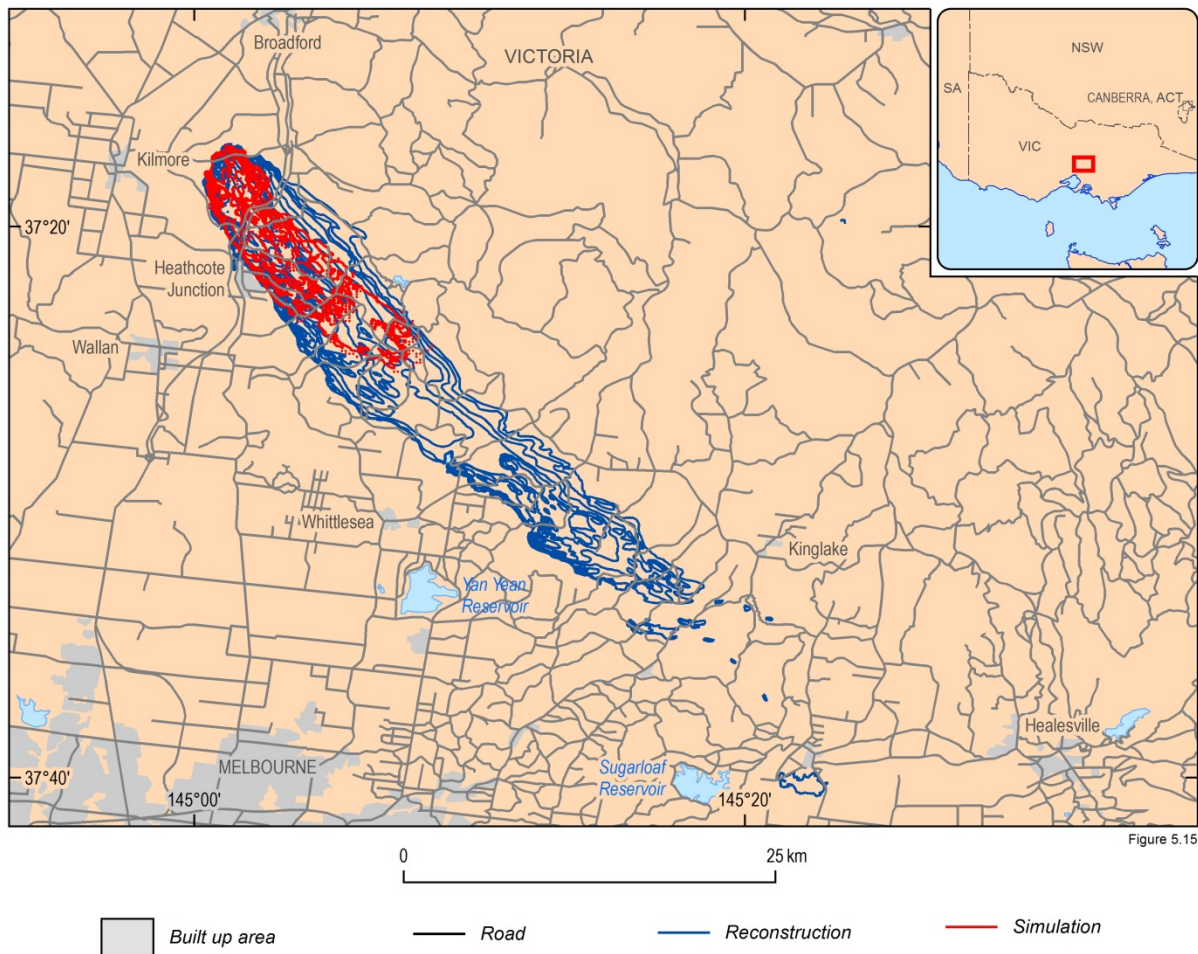 Broadford
VICTORIA
NSW
SA
CANBERRA, ACT
VIC
Kilmore
37°20'
Heathcote
Junction
Wallan
Whittlesea
Kinglake
Yan Yean
Reservoir
Healesville
Sugarloaf
Reservoir
MELBOURNE
37°40'
145°00'
145°20'
Figure 5.15
0
25 km
Built up area
Road
Reconstruction
Simulation